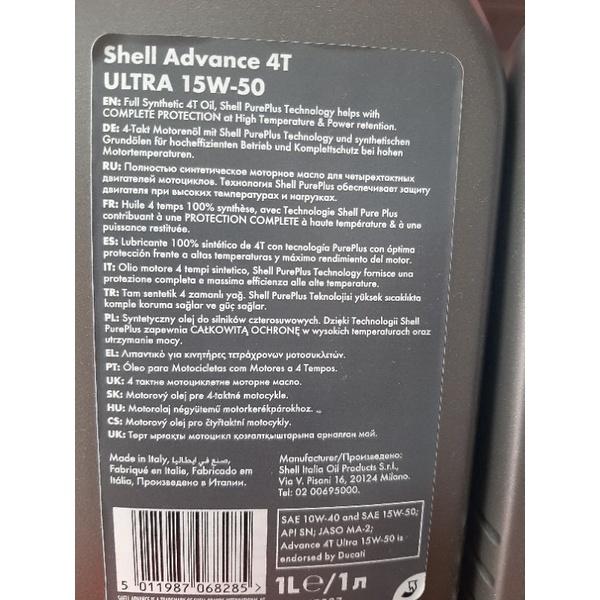 Shell Advance 4T
ULTRA 15W-50
EN: Full Synthetic 4T Oil, Shell PurePlus Technology helps with
COMPLETE PROTECTION at High Temperature & Power retention.
DE: 4-Takt Motorenöl mit Shell PurePlus Technology und synthetischen
Grundölen für hocheffizienten Betrieb und Komplettschutz bei hohen
Motortemperaturen.
RU: Полностью синтетическое моторное масло для четырехтактных
двигателей мотоциклов. Технология Shell PurePlus обеспечивает защиту
двигателя при высоких температурах и нагрузках.
FR: Huile 4 temps 100% synthèse, avec Technologie Shell Pure Plus
contribuant à une PROTECTION COMPLETE à haute température & à une
puissance restituée.
ES: Lubricante 100% sintético de 4T con tecnología PurePlus con óptima
protección frente a altas temperaturas y máximo rendimiento del motor.
IT: Olio motore 4 tempi sintetico, Shell PurePlus Technology fornisce una
protezione completa e massima efficienza alle alte temperature.
TR: Tam sentetik 4 zamanlı yağ. Shell PurePlus Teknolojisi yüksek sıcaklıkta
komple koruma sağlar ve güç sağlar.
PL: Syntetyczny olej do silników czterosuwowych. Dzięki Technologii Shell
PurePlus zapewnia CAŁKOWITĄ OCHRONĘ w wysokich temperaturach oraz
utrzymanie mocy.
EL: Λιπαντικό για κινητήρες τετράχρονων μοτοσυκλετών.
PT: Óleo para Motocicletas com Motores a 4 Tempos.
UK: 4 тактне мотоциклетне моторне масло.
SK: Motorový olej pre 4-taktné motocykle.
HU: Motorolaj négyütemű motorkerékpárokhoz.
CS: Motorový olej pro čtyřtaktní motocykly.
UK: Төрт ырғақты мотоцикл қозғалтқыштарына арналған май.
Made in Italy, صنع في ايطاليا,
Fabriqué en Italie, Fabricado em
Itália, Произведено в Италии.
Manufacturer/Произведено:
Shell Italia Oil Products S.r.l.,
Via V. Pisani 16, 20124 Milano.
Tel: 02 00695000.
SAE 10W-40 and SAE 15W-50;
API SN; JASO MA-2;
Advance 4T Ultra 15W-50 is
endorsed by Ducati
5 011987 068285 >
1L℮/1л